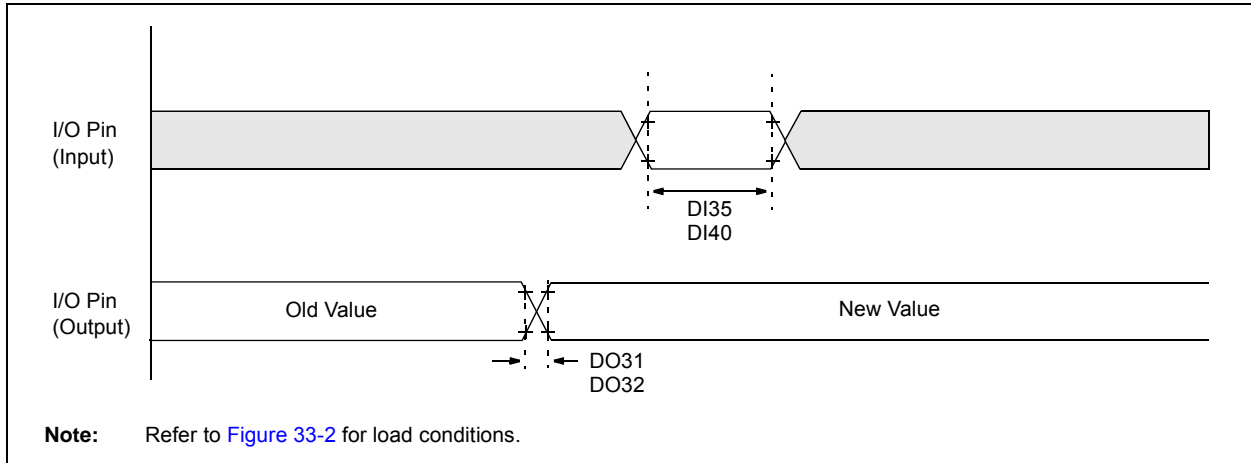 I/O Pin
(Input)
DI35
DI40
I/O Pin
(Output)
Old Value
New Value
DO31
DO32
Note: Refer to Figure 33-2 for load conditions.